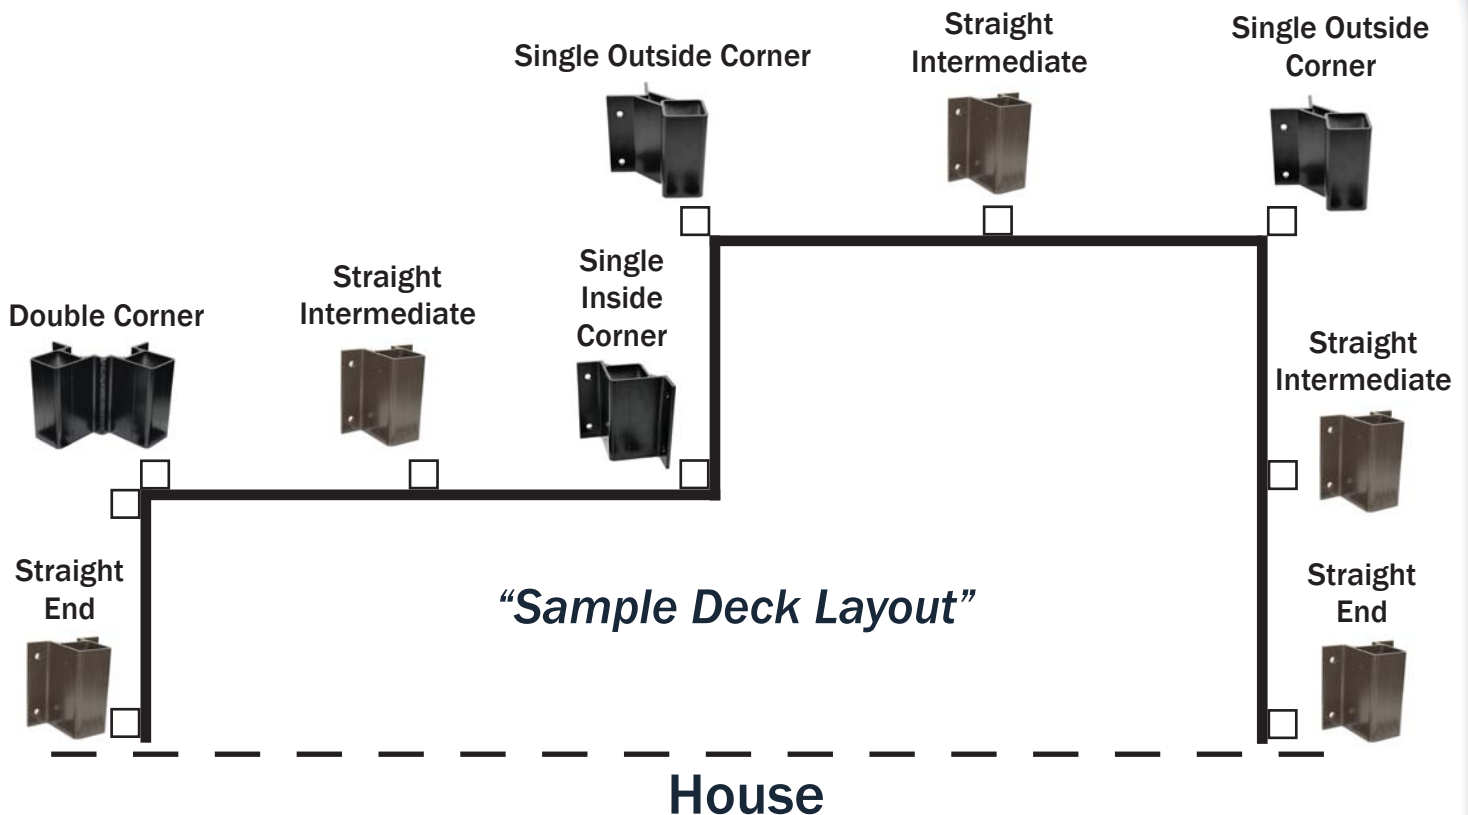 Single Outside Corner
Straight
Intermediate
Single Outside
Corner
Double Corner
Straight
Intermediate
Single
Inside
Corner
Straight
Intermediate
Straight
End
“Sample Deck Layout”
Straight
End
House